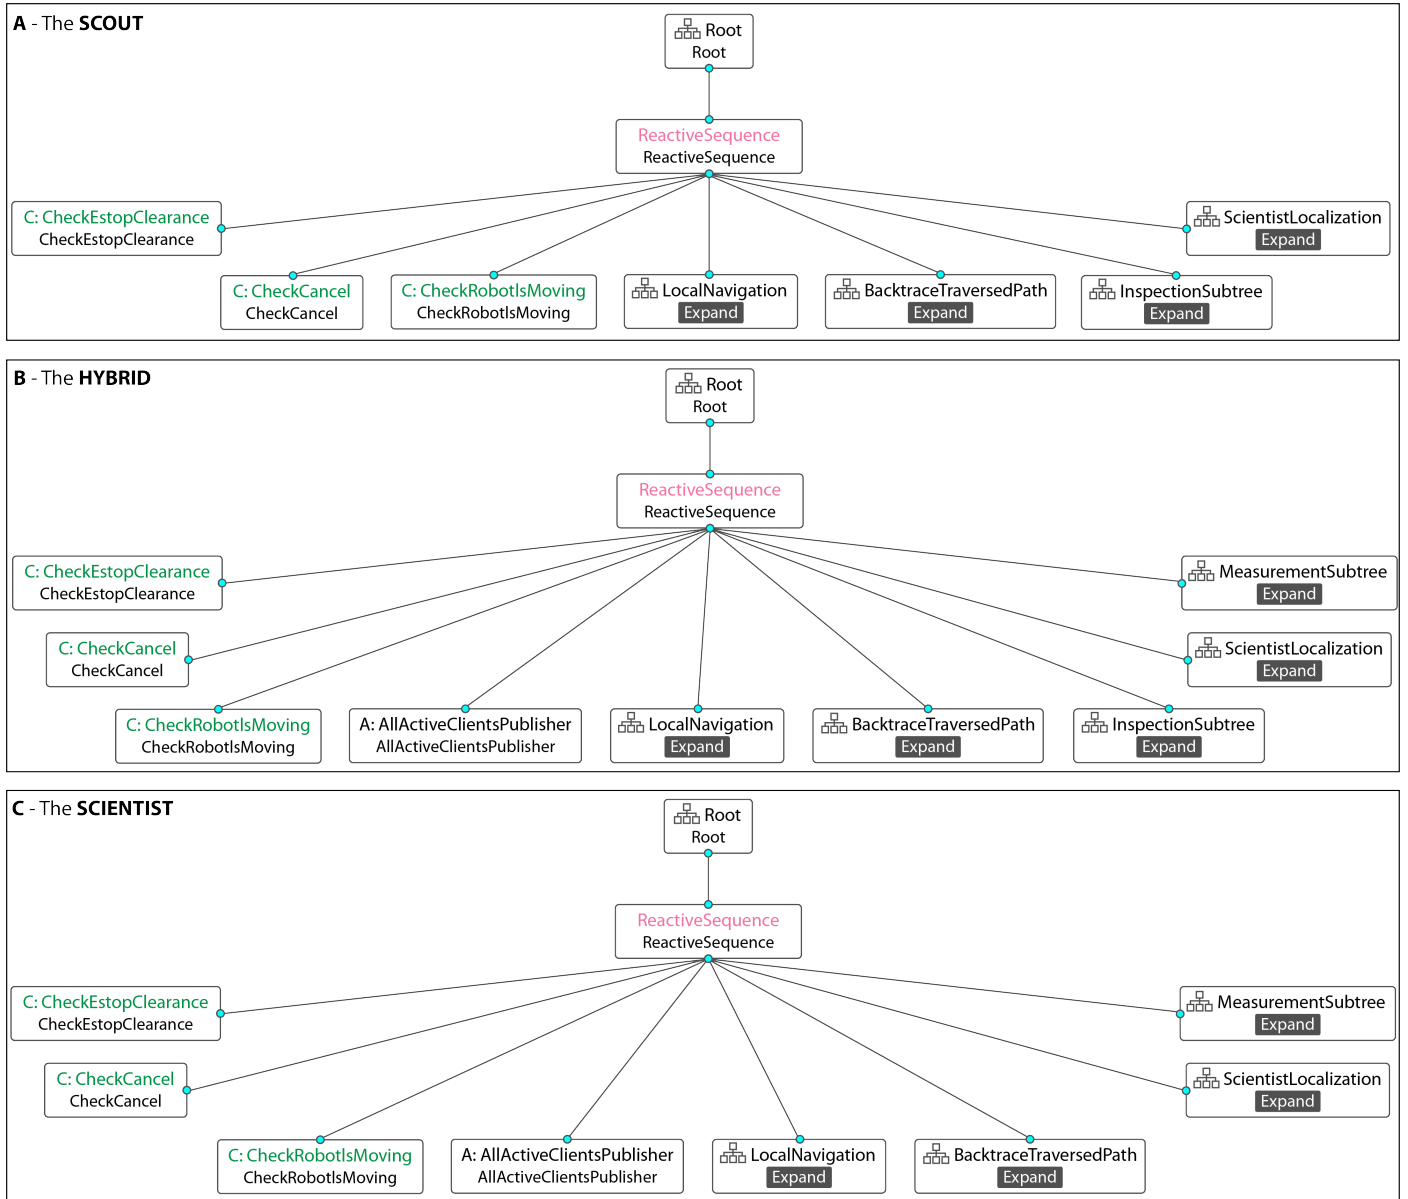 A - The SCOUT
Root
Root
ReactiveSequence
ReactiveSequence
C: CheckEstopClearance
CheckEstopClearance
C: CheckCancel
CheckCancel
C: CheckRobotIsMoving
CheckRobotIsMoving
LocalNavigation
Expand
BacktraceTraversedPath
Expand
InspectionSubtree
Expand
ScientistLocalization
Expand
B - The HYBRID
Root
Root
ReactiveSequence
ReactiveSequence
C: CheckEstopClearance
CheckEstopClearance
C: CheckCancel
CheckCancel
C: CheckRobotIsMoving
CheckRobotIsMoving
A: AllActiveClientsPublisher
AllActiveClientsPublisher
LocalNavigation
Expand
BacktraceTraversedPath
Expand
InspectionSubtree
Expand
ScientistLocalization
Expand
MeasurementSubtree
Expand
C - The SCIENTIST
Root
Root
ReactiveSequence
ReactiveSequence
C: CheckEstopClearance
CheckEstopClearance
C: CheckCancel
CheckCancel
C: CheckRobotIsMoving
CheckRobotIsMoving
A: AllActiveClientsPublisher
AllActiveClientsPublisher
LocalNavigation
Expand
BacktraceTraversedPath
Expand
ScientistLocalization
Expand
MeasurementSubtree
Expand